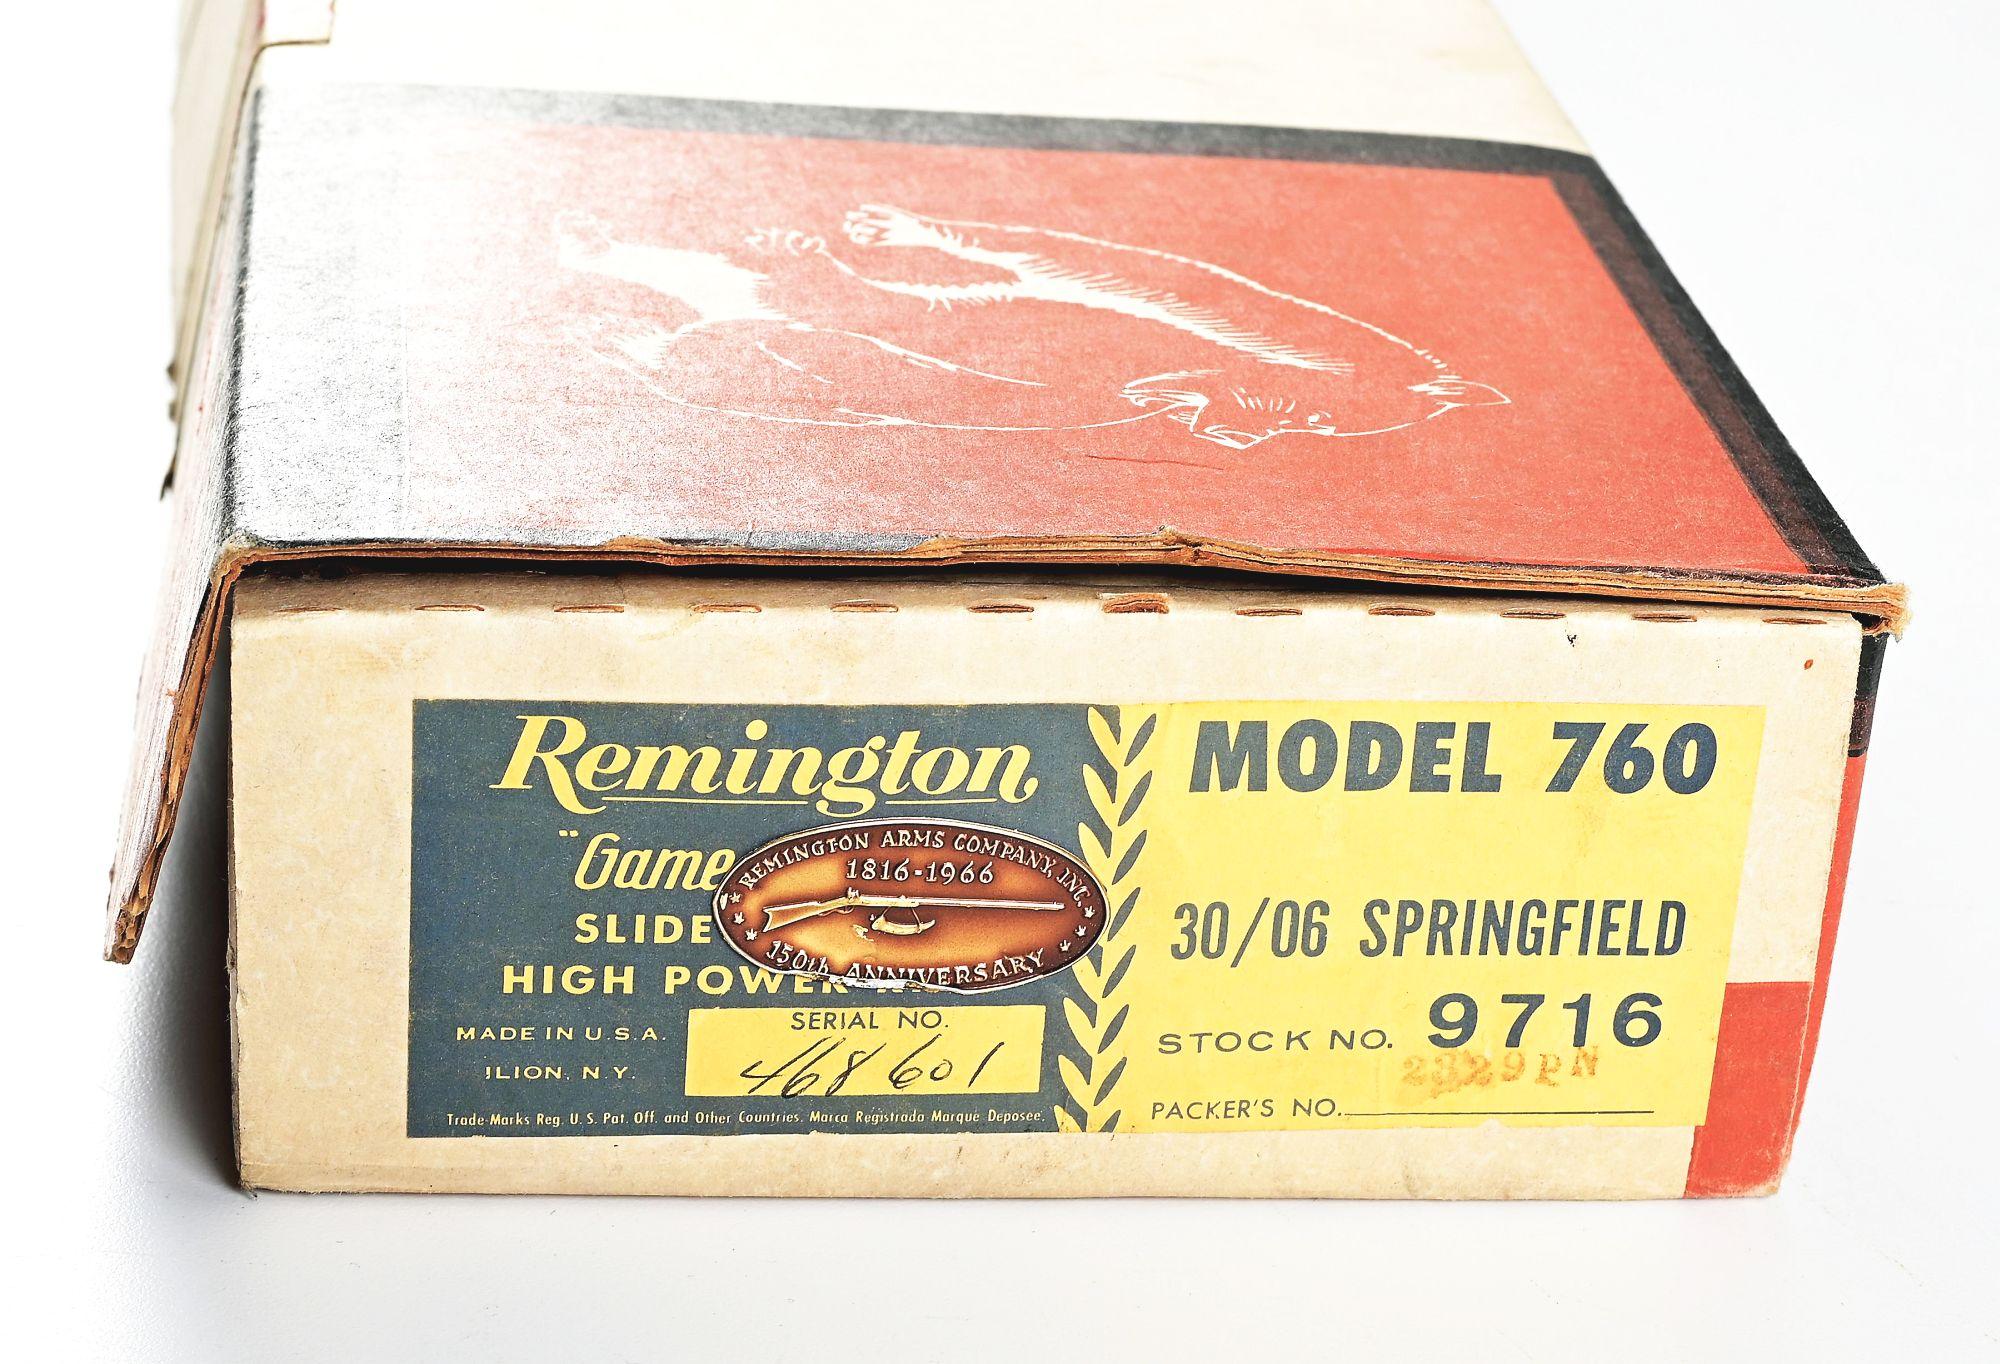 Remington
"Game
SLIDE
HIGH POWER
MADE IN U.S.A.
ILION, N.Y.
SERIAL NO.
468601
Trade-Marks Reg. U.S. Pat. Off. and Other Countries. Marca Registrada Marque Deposee.
REMINGTON ARMS COMPANY, INC.
1816-1966
150th ANNIVERSARY
MODEL 760
30/06 SPRINGFIELD
STOCK NO. 9716
PACKER'S NO.